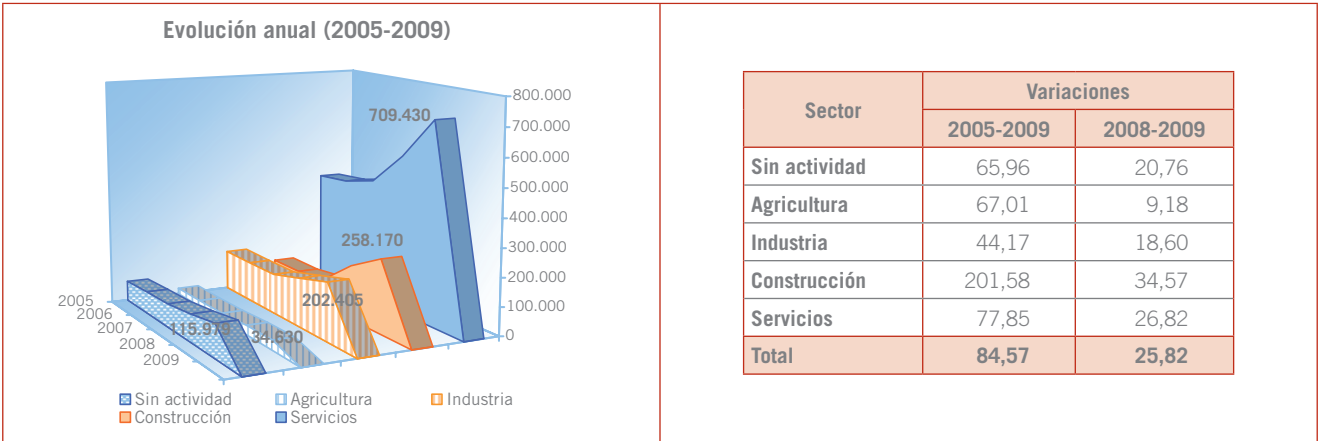 Evolución anual (2005-2009)
800.000
700.000
600.000
500.000
400.000
300.000
200.000
100.000
0
709.430
258.170
202.405
34.630
115.979
2005
2006
2007
2008
2009
Sin actividad Agricultura Industria
Construcción Servicios
Sector Variaciones
2005-2009 2008-2009
Sin actividad 65,96 20,76
Agricultura 67,01 9,18
Industria 44,17 18,60
Construcción 201,58 34,57
Servicios 77,85 26,82
Total 84,57 25,82